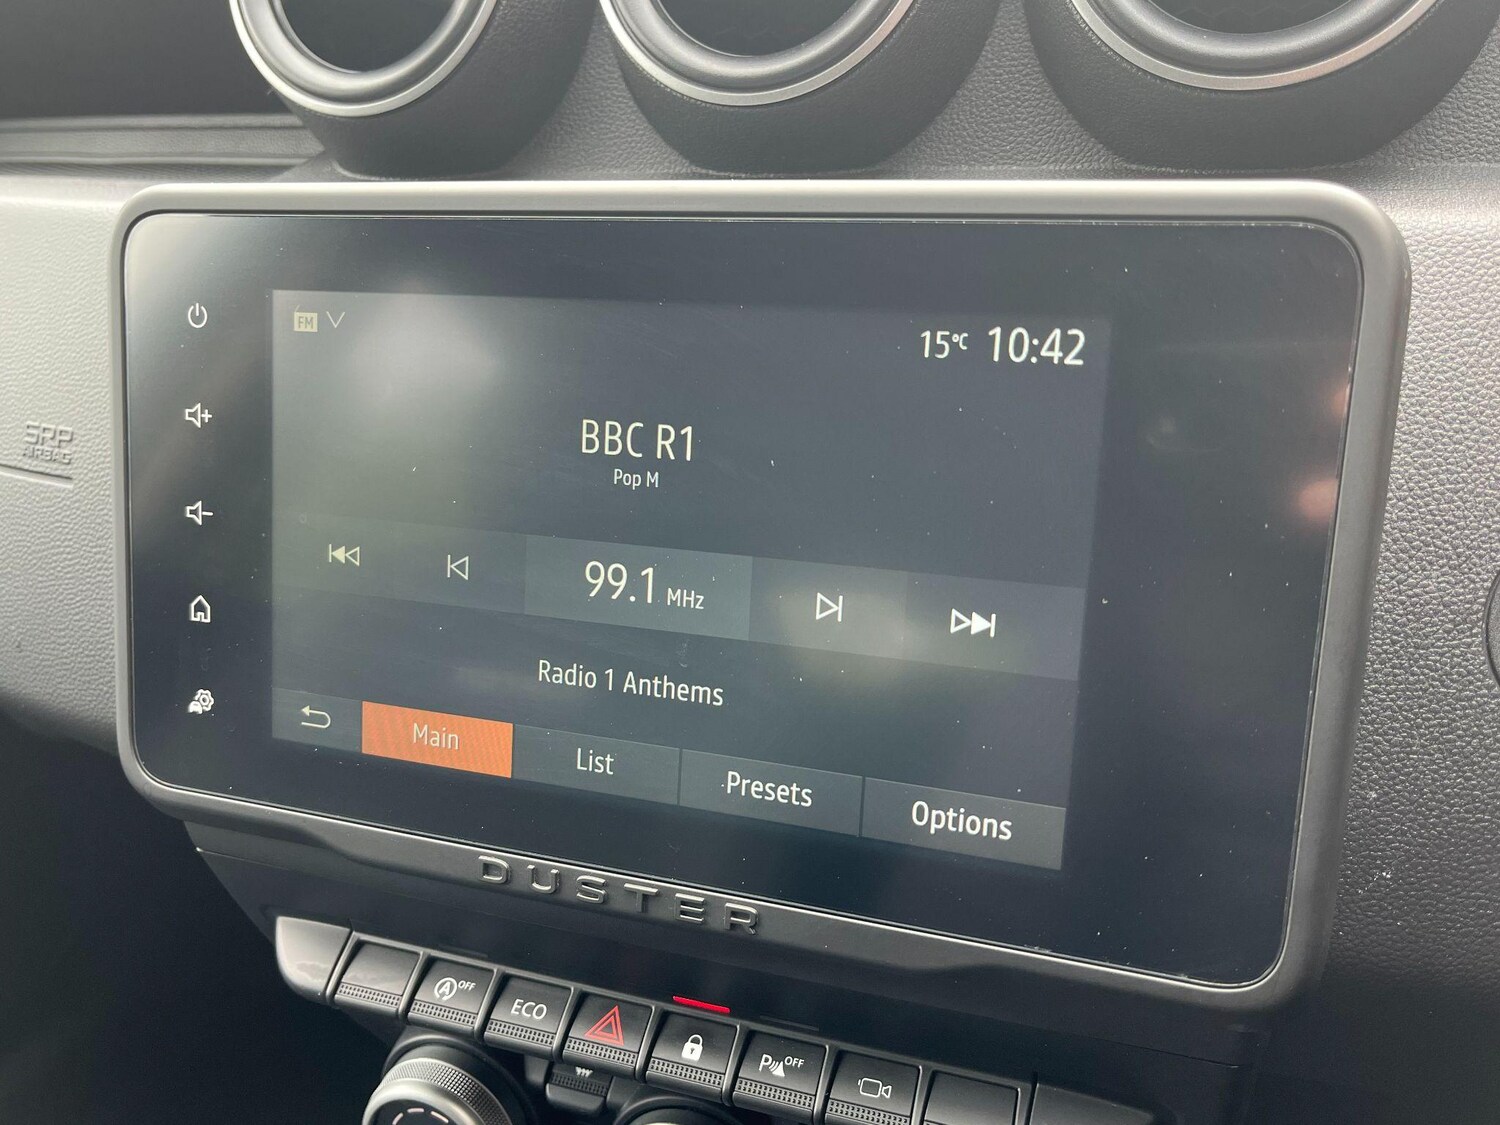 FM
15°C 10:42
BBC R1
Pop M
99.1 MHz
Radio 1 Anthems
Main
List
Presets
Options
SRP
AIRBAG
DUSTER
A OFF
ECO
P OFF